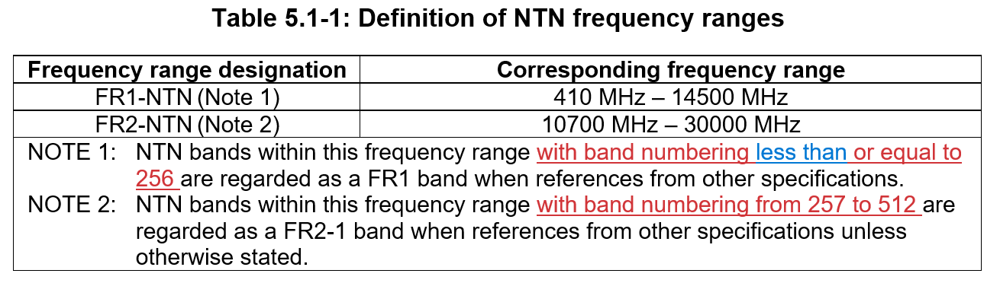 Table 5.1-1: Definition of NTN frequency ranges
Frequency range designation Corresponding frequency range
FR1-NTN (Note 1) 410 MHz – 14500 MHz
FR2-NTN (Note 2) 10700 MHz – 30000 MHz
NOTE 1: NTN bands within this frequency range with band numbering less than or equal to
256 are regarded as a FR1 band when references from other specifications.
NOTE 2: NTN bands within this frequency range with band numbering from 257 to 512 are
regarded as a FR2-1 band when references from other specifications unless
otherwise stated.